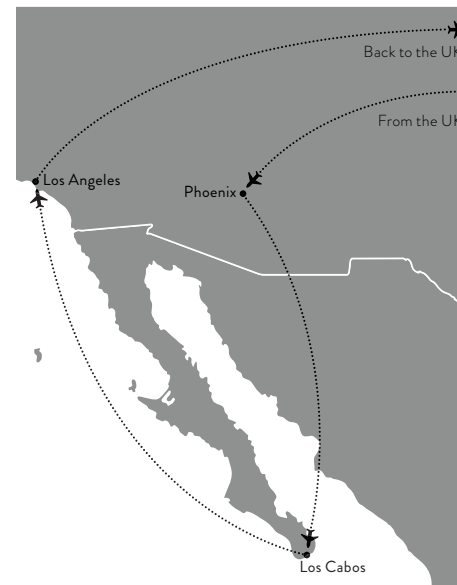 Back to the UK
From the UK
Los Angeles
Phoenix
Los Cabos